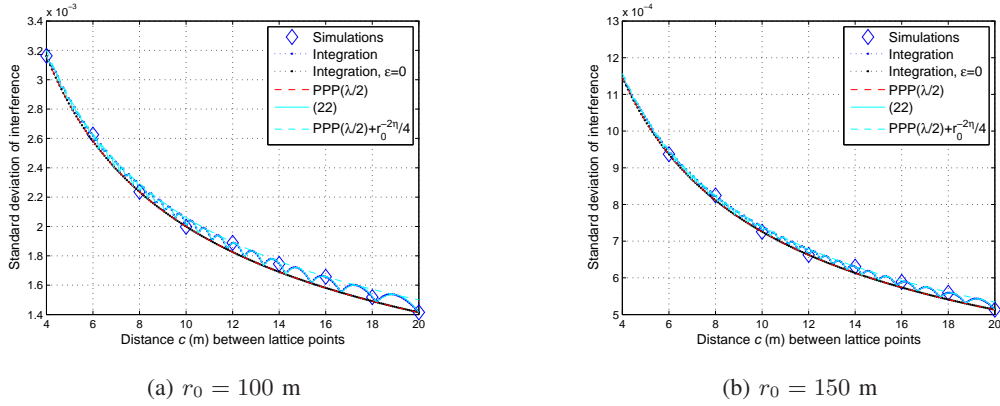 x 10⁻³
3.4
3.2
3
2.8
2.6
2.4
2.2
2
1.8
1.6
1.4
4 6 8 10 12 14 16 18 20
Standard deviation of interference
Distance c (m) between lattice points
Simulations
Integration
Integration, ε=0
PPP(λ/2)
(22)
PPP(λ/2)+r₀⁻²η/4
(a) r₀ = 100 m
x 10⁻⁴
13
12
11
10
9
8
7
6
5
4 6 8 10 12 14 16 18 20
Standard deviation of interference
Distance c (m) between lattice points
Simulations
Integration
Integration, ε=0
PPP(λ/2)
(22)
PPP(λ/2)+r₀⁻²η/4
(b) r₀ = 150 m